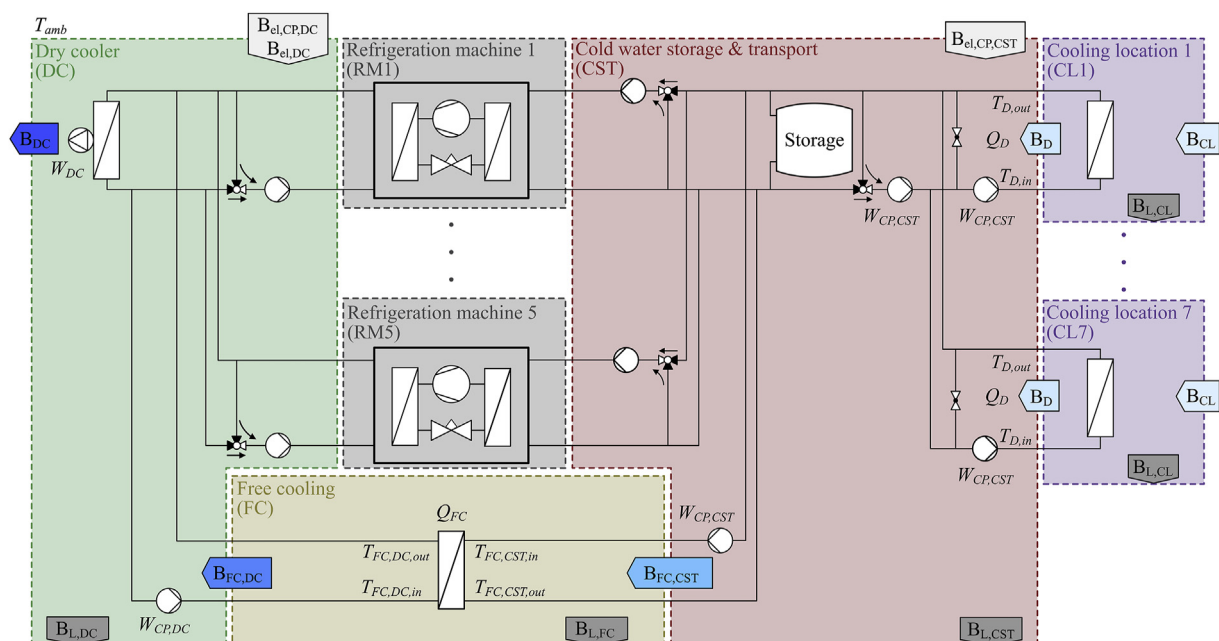 T_amb
B_el,CP,DC
B_el,DC
Dry cooler
(DC)
Refrigeration machine 1
(RM1)
Cold water storage & transport
(CST)
B_el,CP,CST
Cooling location 1
(CL1)
T_D,out
Storage
B_DC
W_DC
Q_D
B_D
B_CL
T_D,in
W_CP,CST
W_CP,CST
B_L,CL
Refrigeration machine 5
(RM5)
Cooling location 7
(CL7)
T_D,out
Q_D
B_D
B_CL
T_D,in
W_CP,CST
B_L,CL
Free cooling
(FC)
Q_FC
W_CP,CST
T_FC,DC,out
T_FC,CST,in
B_FC,DC
B_FC,CST
T_FC,DC,in
T_FC,CST,out
W_CP,DC
B_L,DC
B_L,FC
B_L,CST